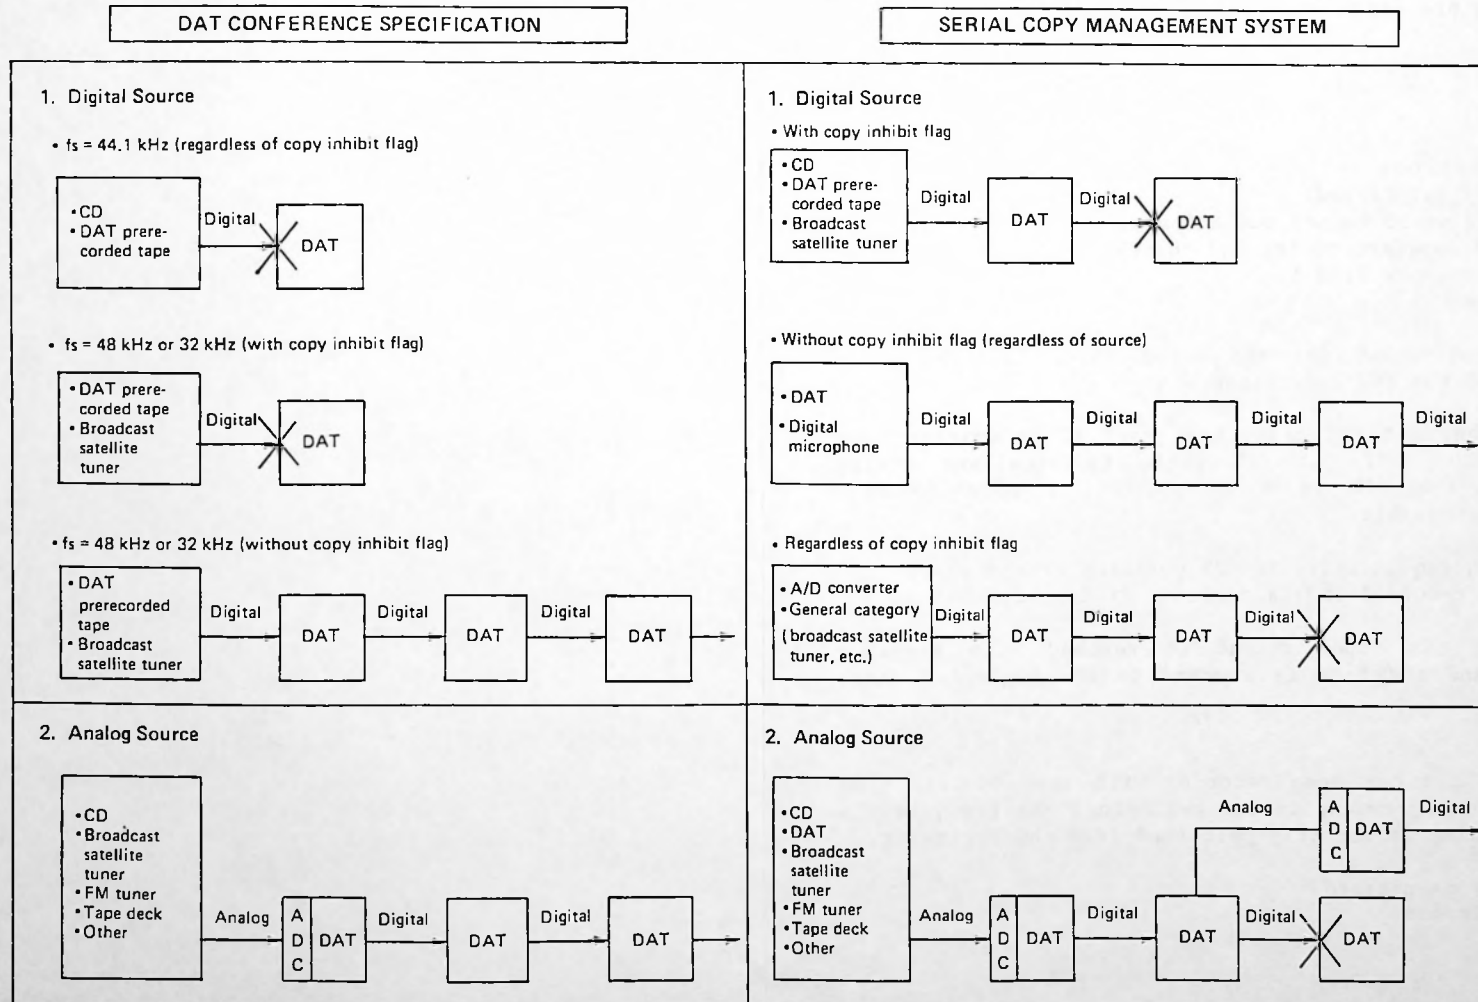 DAT CONFERENCE SPECIFICATION
1. Digital Source
• fs = 44.1 kHz (regardless of copy inhibit flag)
• CD
• DAT prere-
corded tape
Digital
DAT
• fs = 48 kHz or 32 kHz (with copy inhibit flag)
• DAT prere-
corded tape
• Broadcast
satellite
tuner
Digital
DAT
• fs = 48 kHz or 32 kHz (without copy inhibit flag)
• DAT
prerecorded
tape
• Broadcast
satellite tuner
Digital
DAT
Digital
DAT
Digital
DAT
2. Analog Source
• CD
• Broadcast
satellite
tuner
• FM tuner
• Tape deck
• Other
Analog
A
D
C
DAT
Digital
DAT
Digital
DAT
SERIAL COPY MANAGEMENT SYSTEM
1. Digital Source
• With copy inhibit flag
• CD
• DAT prere-
corded tape
• Broadcast
satellite tuner
Digital
DAT
Digital
DAT
• Without copy inhibit flag (regardless of source)
• DAT
• Digital
microphone
Digital
DAT
Digital
DAT
Digital
DAT
Digital
• Regardless of copy inhibit flag
• A/D converter
• General category
(broadcast satellite
tuner, etc.)
Digital
DAT
Digital
DAT
Digital
DAT
2. Analog Source
• CD
• DAT
• Broadcast
satellite
tuner
• FM tuner
• Tape deck
• Other
Analog
A
D
C
DAT
Digital
DAT
Analog
A
D
C
DAT
Digital
Digital
DAT